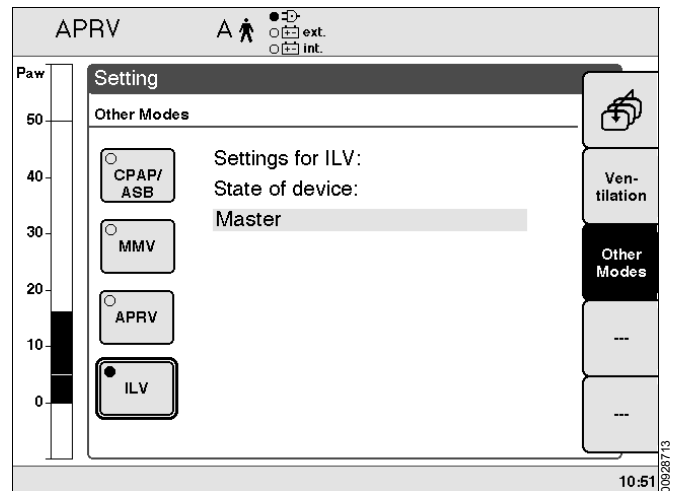 APRV
A
ext.
int.
Paw
50
40
30
20
10
0
Setting
Other Modes
CPAP/
ASB
MMV
APRV
ILV
Settings for ILV:
State of device:
Master
Ven-
tilation
Other
Modes
---
---
10:51
00928713